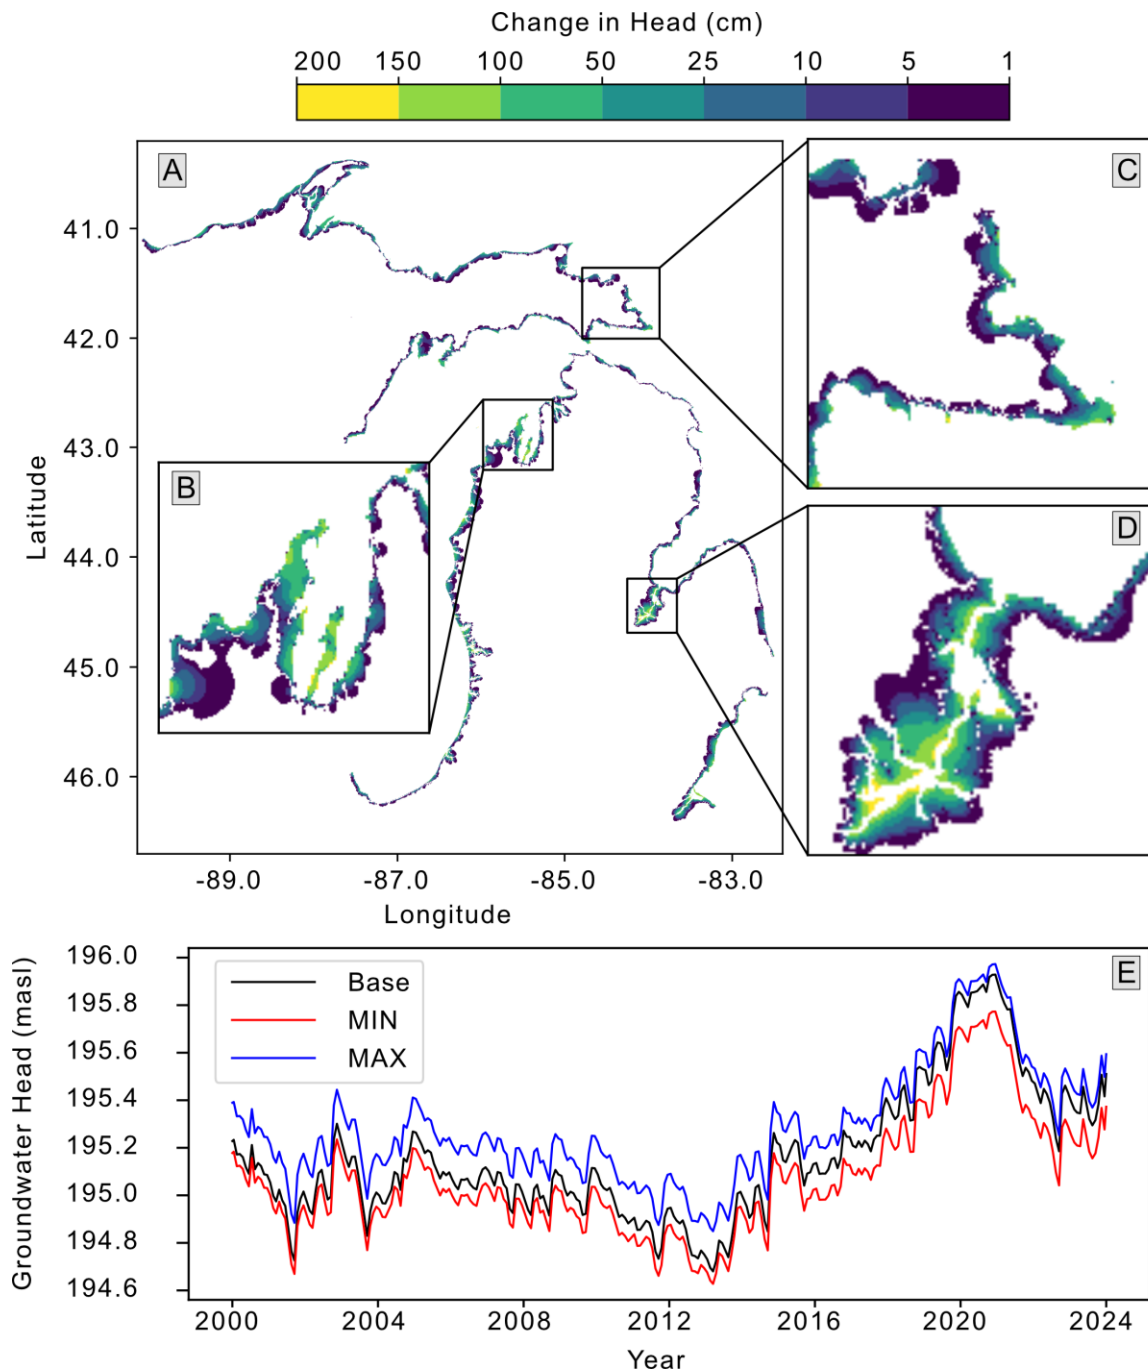 Change in Head (cm)
200 150 100 50 25 10 5 1
A
C
41.0
42.0
43.0
B
44.0
D
45.0
46.0
Latitude
-89.0 -87.0 -85.0 -83.0
Longitude
196.0
E
195.8
195.6
195.4
195.2
195.0
194.8
194.6
Groundwater Head (masl)
Base
MIN
MAX
2000 2004 2008 2012 2016 2020 2024
Year